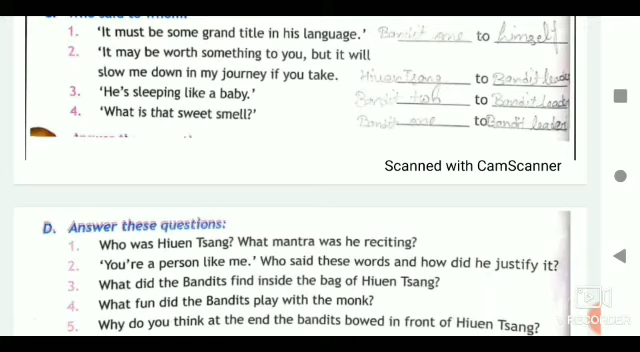 1. ‘It must be some grand title in his language.’ Bandit one to himself
2. ‘It may be worth something to you, but it will
slow me down in my journey if you take. Hiuen Tsang to Bandit leader
3. ‘He’s sleeping like a baby.’ Bandit two to Bandit leader
4. ‘What is that sweet smell?’ Bandit one to Bandit leader
Scanned with CamScanner
D. Answer these questions:
1. Who was Hiuen Tsang? What mantra was he reciting?
2. ‘You’re a person like me.’ Who said these words and how did he justify it?
3. What did the Bandits find inside the bag of Hiuen Tsang?
4. What fun did the Bandits play with the monk?
5. Why do you think at the end the bandits bowed in front of Hiuen Tsang?
RECORDER